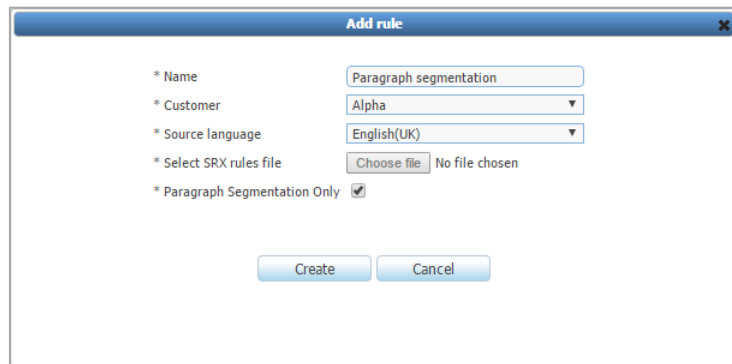 Add rule
* Name Paragraph segmentation
* Customer Alpha
* Source language English(UK)
* Select SRX rules file Choose file No file chosen
* Paragraph Segmentation Only
Create Cancel